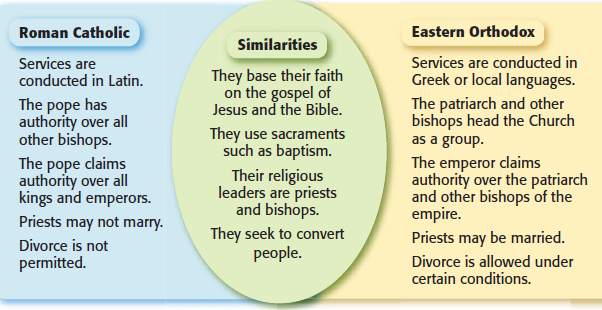 Roman Catholic
Services are
conducted in Latin.
The pope has
authority over all
other bishops.
The pope claims
authority over all
kings and emperors.
Priests may not marry.
Divorce is not
permitted.
Similarities
They base their faith
on the gospel of
Jesus and the Bible.
They use sacraments
such as baptism.
Their religious
leaders are priests
and bishops.
They seek to convert
people.
Eastern Orthodox
Services are conducted in
Greek or local languages.
The patriarch and other
bishops head the Church
as a group.
The emperor claims
authority over the patriarch
and other bishops of the
empire.
Priests may be married.
Divorce is allowed under
certain conditions.